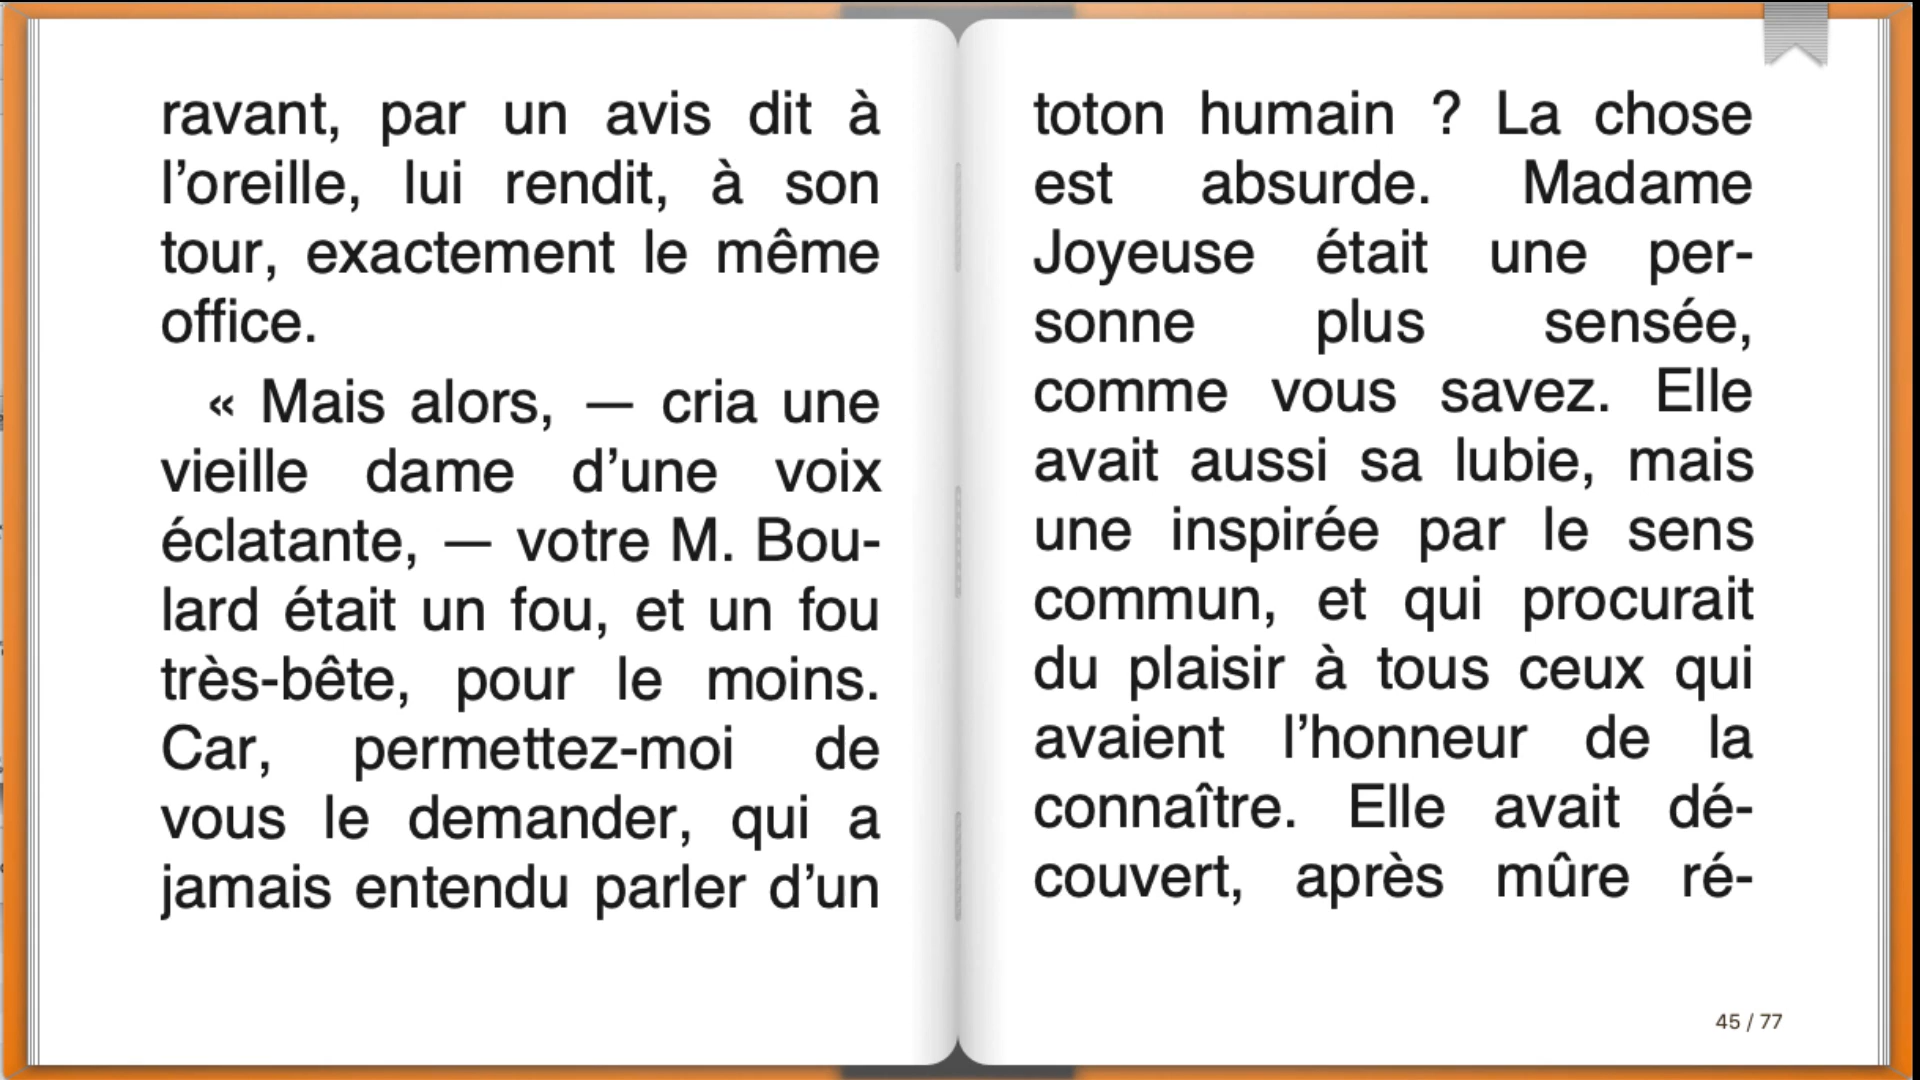 ravant, par un avis dit à
l’oreille, lui rendit, à son
tour, exactement le même
office.
« Mais alors, — cria une
vieille dame d’une voix
éclatante, — votre M. Bou-
lard était un fou, et un fou
très-bête, pour le moins.
Car, permettez-moi de
vous le demander, qui a
jamais entendu parler d’un
toton humain ? La chose
est absurde. Madame
Joyeuse était une per-
sonne plus sensée,
comme vous savez. Elle
avait aussi sa lubie, mais
une inspirée par le sens
commun, et qui procurait
du plaisir à tous ceux qui
avaient l’honneur de la
connaître. Elle avait dé-
couvert, après mûre ré-
45 / 77